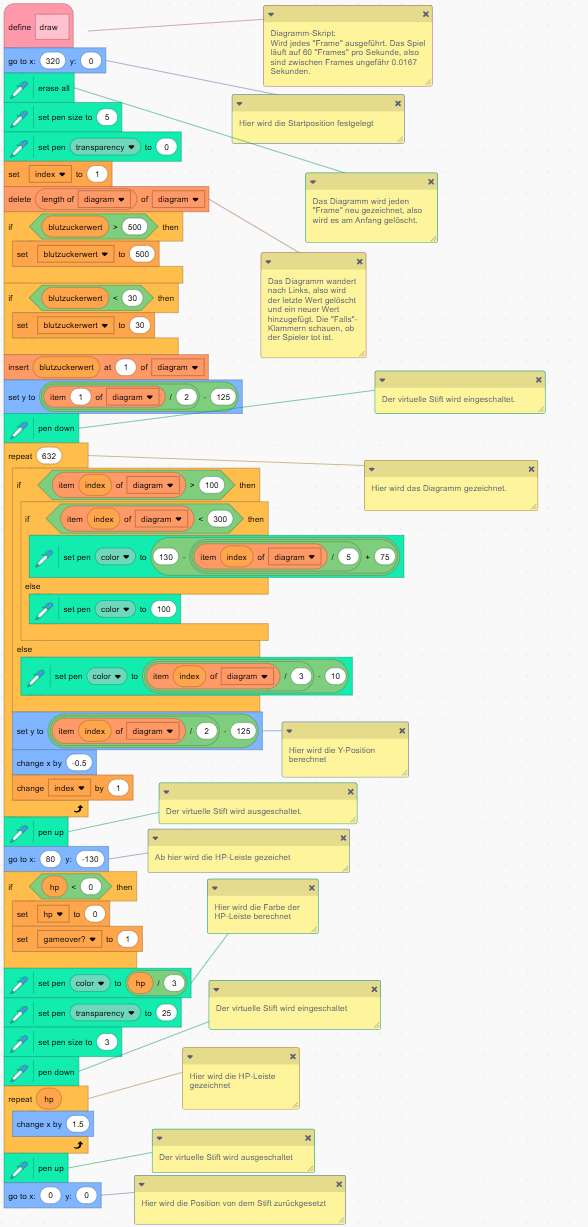 define draw
Diagramm-Skript:
Wird jedes "Frame" ausgeführt. Das Spiel
läuft auf 60 "Frames" pro Sekunde, also
sind zwischen Frames ungefähr 0.0167
Sekunden.
go to x: 320 y: 0
Hier wird die Startposition festgelegt
erase all
set pen size to 5
set pen transparency to 0
set index to 1
Das Diagramm wird jeden
"Frame" neu gezeichnet, also
wird es am Anfang gelöscht.
delete length of diagram of diagram
if blutzuckerwert > 500 then
set blutzuckerwert to 500
Das Diagramm wandert
nach Links, also wird
der letzte Wert gelöscht
und ein neuer Wert
hinzugefügt. Die "Falls"-
Klammern schauen, ob
der Spieler tot ist.
if blutzuckerwert < 30 then
set blutzuckerwert to 30
insert blutzuckerwert at 1 of diagram
set y to item 1 of diagram / 2 - 125
Der virtuelle Stift wird eingeschaltet.
pen down
repeat 632
Hier wird das Diagramm gezeichnet.
if item index of diagram > 100 then
if item index of diagram < 300 then
set pen color to 130 - item index of diagram / 5 + 75
else
set pen color to 100
else
set pen color to item index of diagram / 3 - 10
set y to item index of diagram / 2 - 125
Hier wird die Y-Position
berechnet
change x by -0.5
change index by 1
Der virtuelle Stift wird ausgeschaltet.
pen up
go to x: 80 y: -130
Ab hier wird die HP-Leiste gezeichet
if hp < 0 then
set hp to 0
set gameover? to 1
Hier wird die Farbe der
HP-Leiste berechnet
set pen color to hp / 3
set pen transparency to 25
set pen size to 3
Der virtuelle Stift wird eingeschaltet
pen down
repeat hp
change x by 1.5
Hier wird die HP-Leiste
gezeichnet
pen up
Der virtuelle Stift wird ausgeschaltet
go to x: 0 y: 0
Hier wird die Position von dem Stift zurückgesetzt